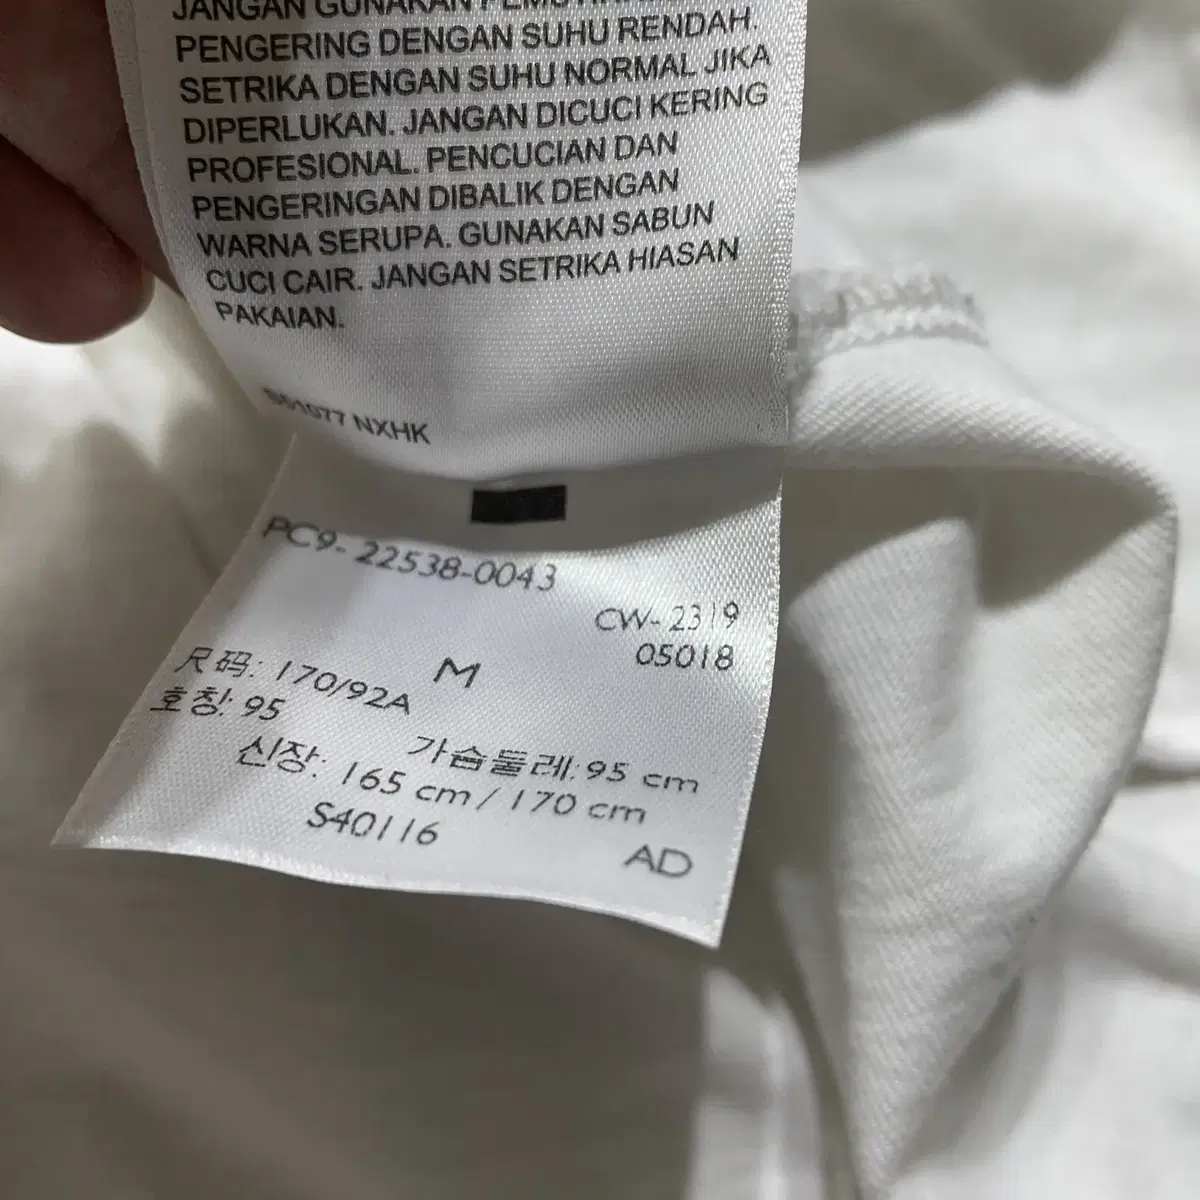 JANGAN GUNAKAN
PENGERING DENGAN SUHU RENDAH.
SETRIKA DENGAN SUHU NORMAL JIKA
DIPERLUKAN. JANGAN DICUCI KERING
PROFESIONAL. PENCUCIAN DAN
PENGERINGAN DIBALIK DENGAN
WARNA SERUPA. GUNAKAN SABUN
CUCI CAIR. JANGAN SETRIKA HIASAN
PAKAIAN.
NXHK
PC9-22538-0043
CW-2319
05018
M
尺码: 170/92A
호칭: 95
가슴둘레: 95 cm
신장: 165 cm / 170 cm
S40116
AD